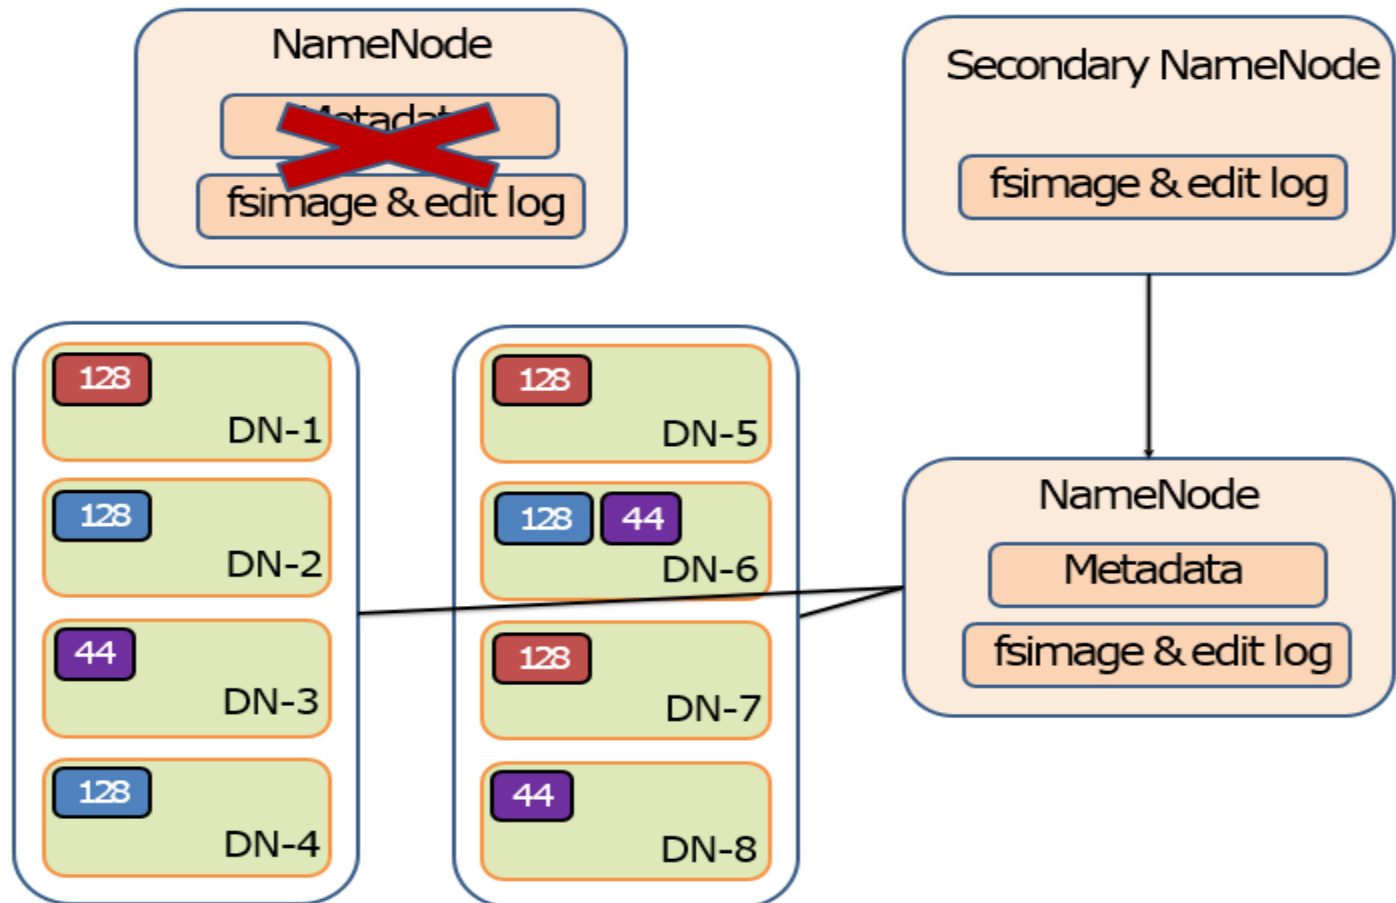 NameNode
Metadata
fsimage & edit log
Secondary NameNode
fsimage & edit log
128
DN-1
128
DN-2
44
DN-3
128
DN-4
128
DN-5
128 44
DN-6
128
DN-7
44
DN-8
NameNode
Metadata
fsimage & edit log